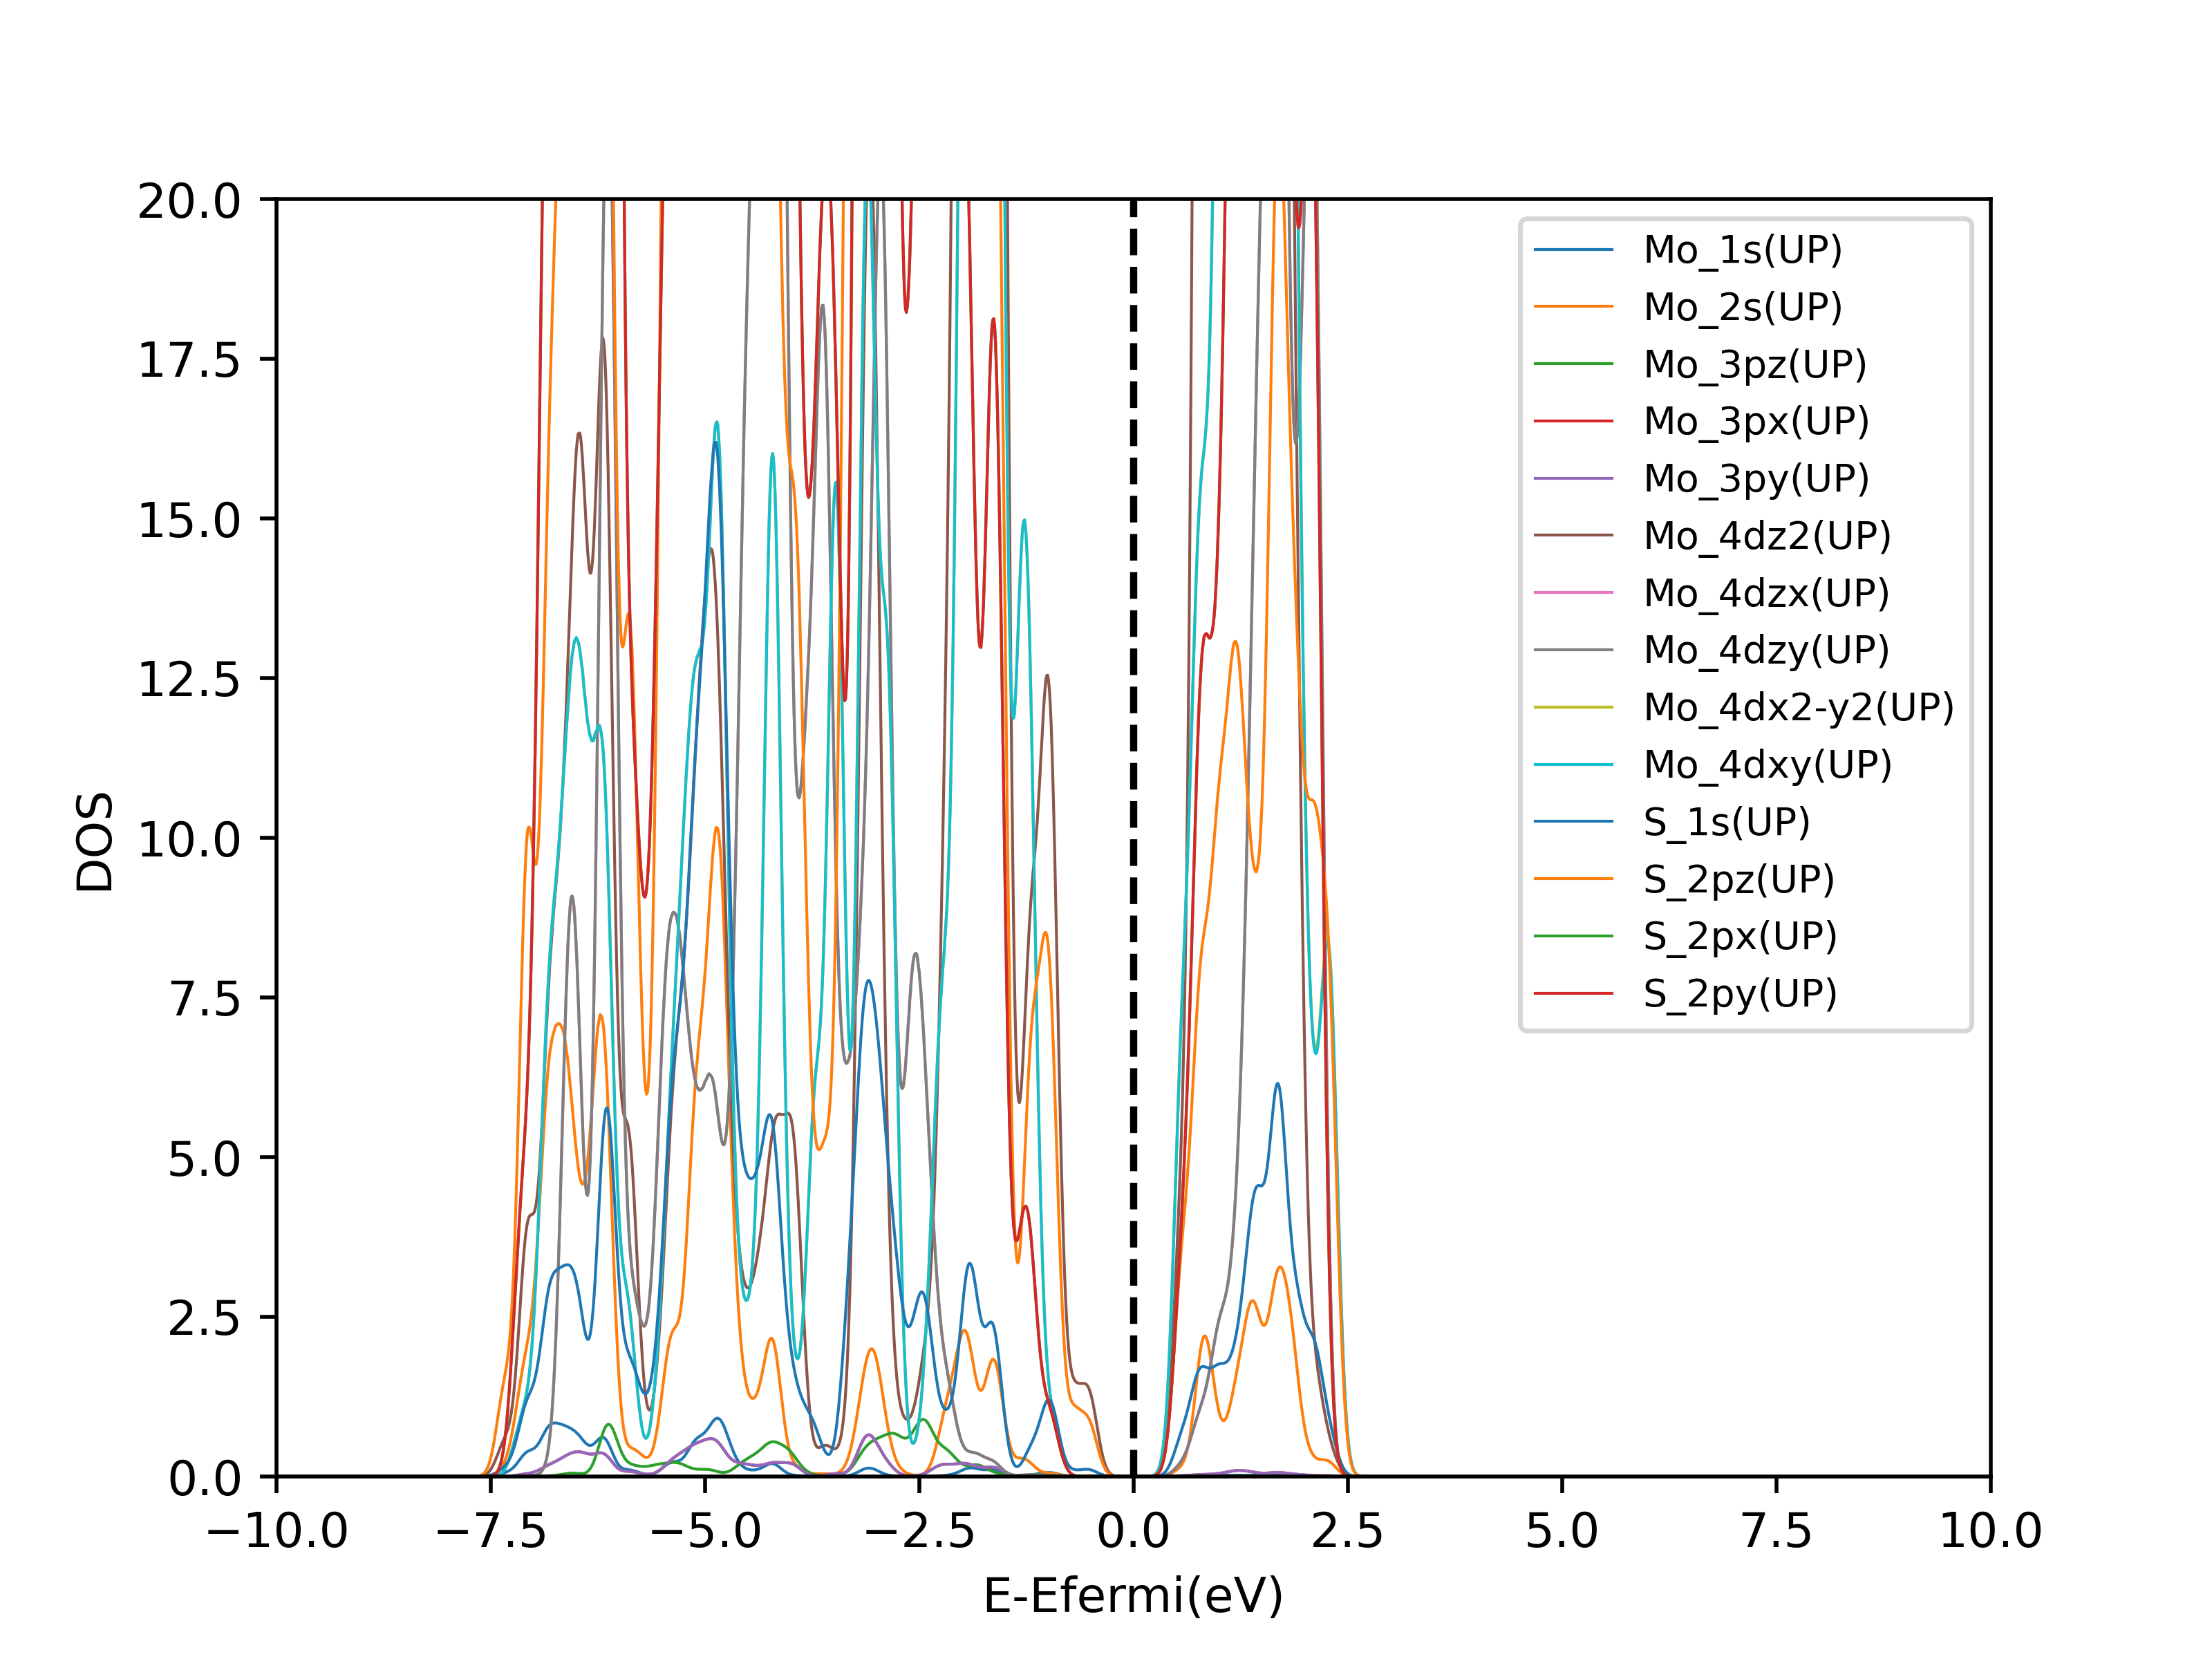 20.0
17.5
15.0
12.5
10.0
7.5
5.0
2.5
0.0
DOS
−10.0
−7.5
−5.0
−2.5
0.0
2.5
5.0
7.5
10.0
E-Efermi(eV)
Mo_1s(UP)
Mo_2s(UP)
Mo_3pz(UP)
Mo_3px(UP)
Mo_3py(UP)
Mo_4dz2(UP)
Mo_4dzx(UP)
Mo_4dzy(UP)
Mo_4dx2-y2(UP)
Mo_4dxy(UP)
S_1s(UP)
S_2pz(UP)
S_2px(UP)
S_2py(UP)